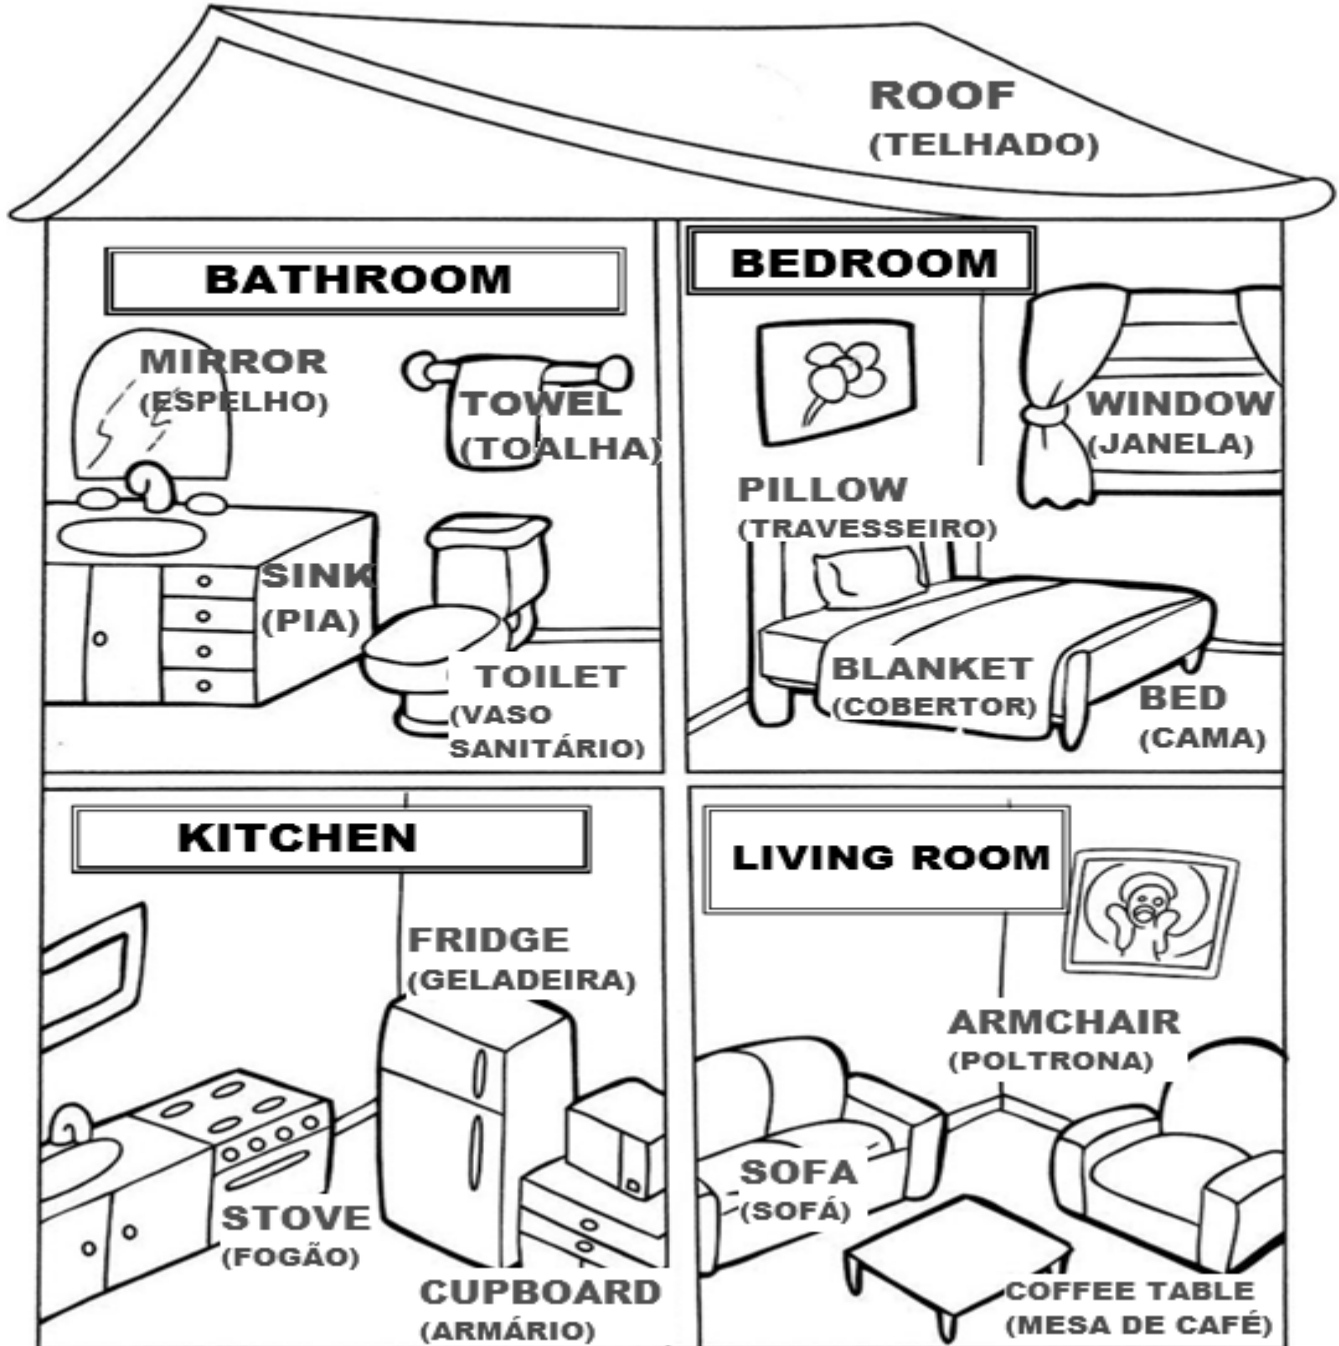 ROOF
(TELHADO)
BATHROOM
MIRROR
(ESPELHO)
TOWEL
(TOALHA)
SINK
(PIA)
TOILET
(VASO
SANITÁRIO)
BEDROOM
WINDOW
(JANELA)
PILLOW
(TRAVESSEIRO)
BLANKET
(COBERTOR)
BED
(CAMA)
KITCHEN
FRIDGE
(GELADEIRA)
STOVE
(FOGÃO)
CUPBOARD
(ARMÁRIO)
LIVING ROOM
ARMCHAIR
(POLTRONA)
SOFA
(SOFÁ)
COFFEE TABLE
(MESA DE CAFÉ)